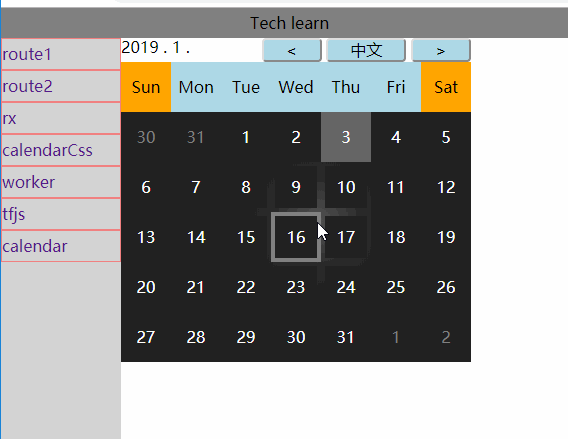 Tech learn
route1
route2
rx
calendarCss
worker
tfjs
calendar
2019 . 1 . < 中文 >
Sun Mon Tue Wed Thu Fri Sat
30 31 1 2 3 4 5
6 7 8 9 10 11 12
13 14 15 16 17 18 19
20 21 22 23 24 25 26
27 28 29 30 31 1 2